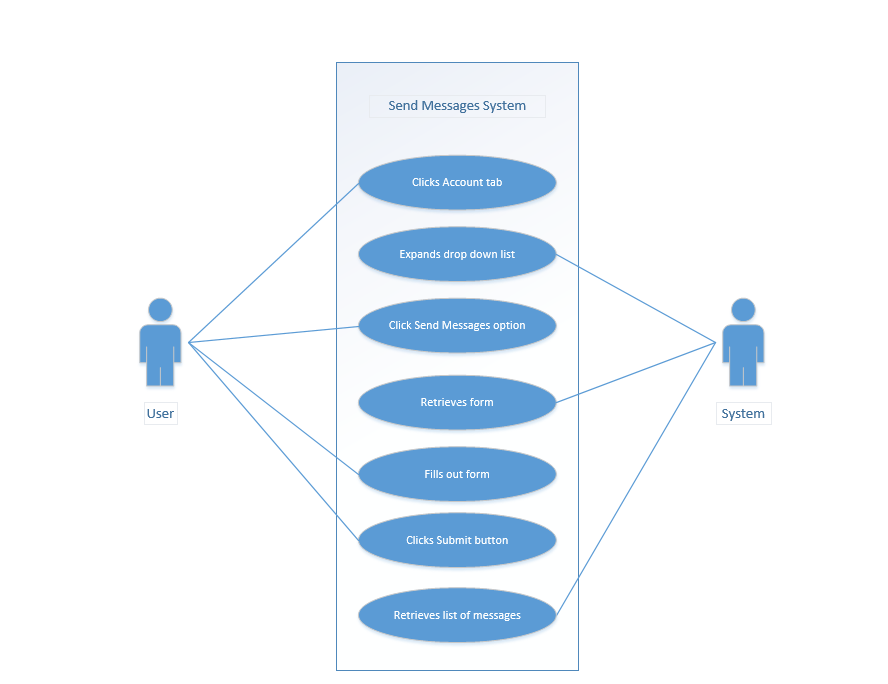 Send Messages System
Clicks Account tab
Expands drop down list
Click Send Messages option
Retrieves form
Fills out form
Clicks Submit button
Retrieves list of messages
User
System